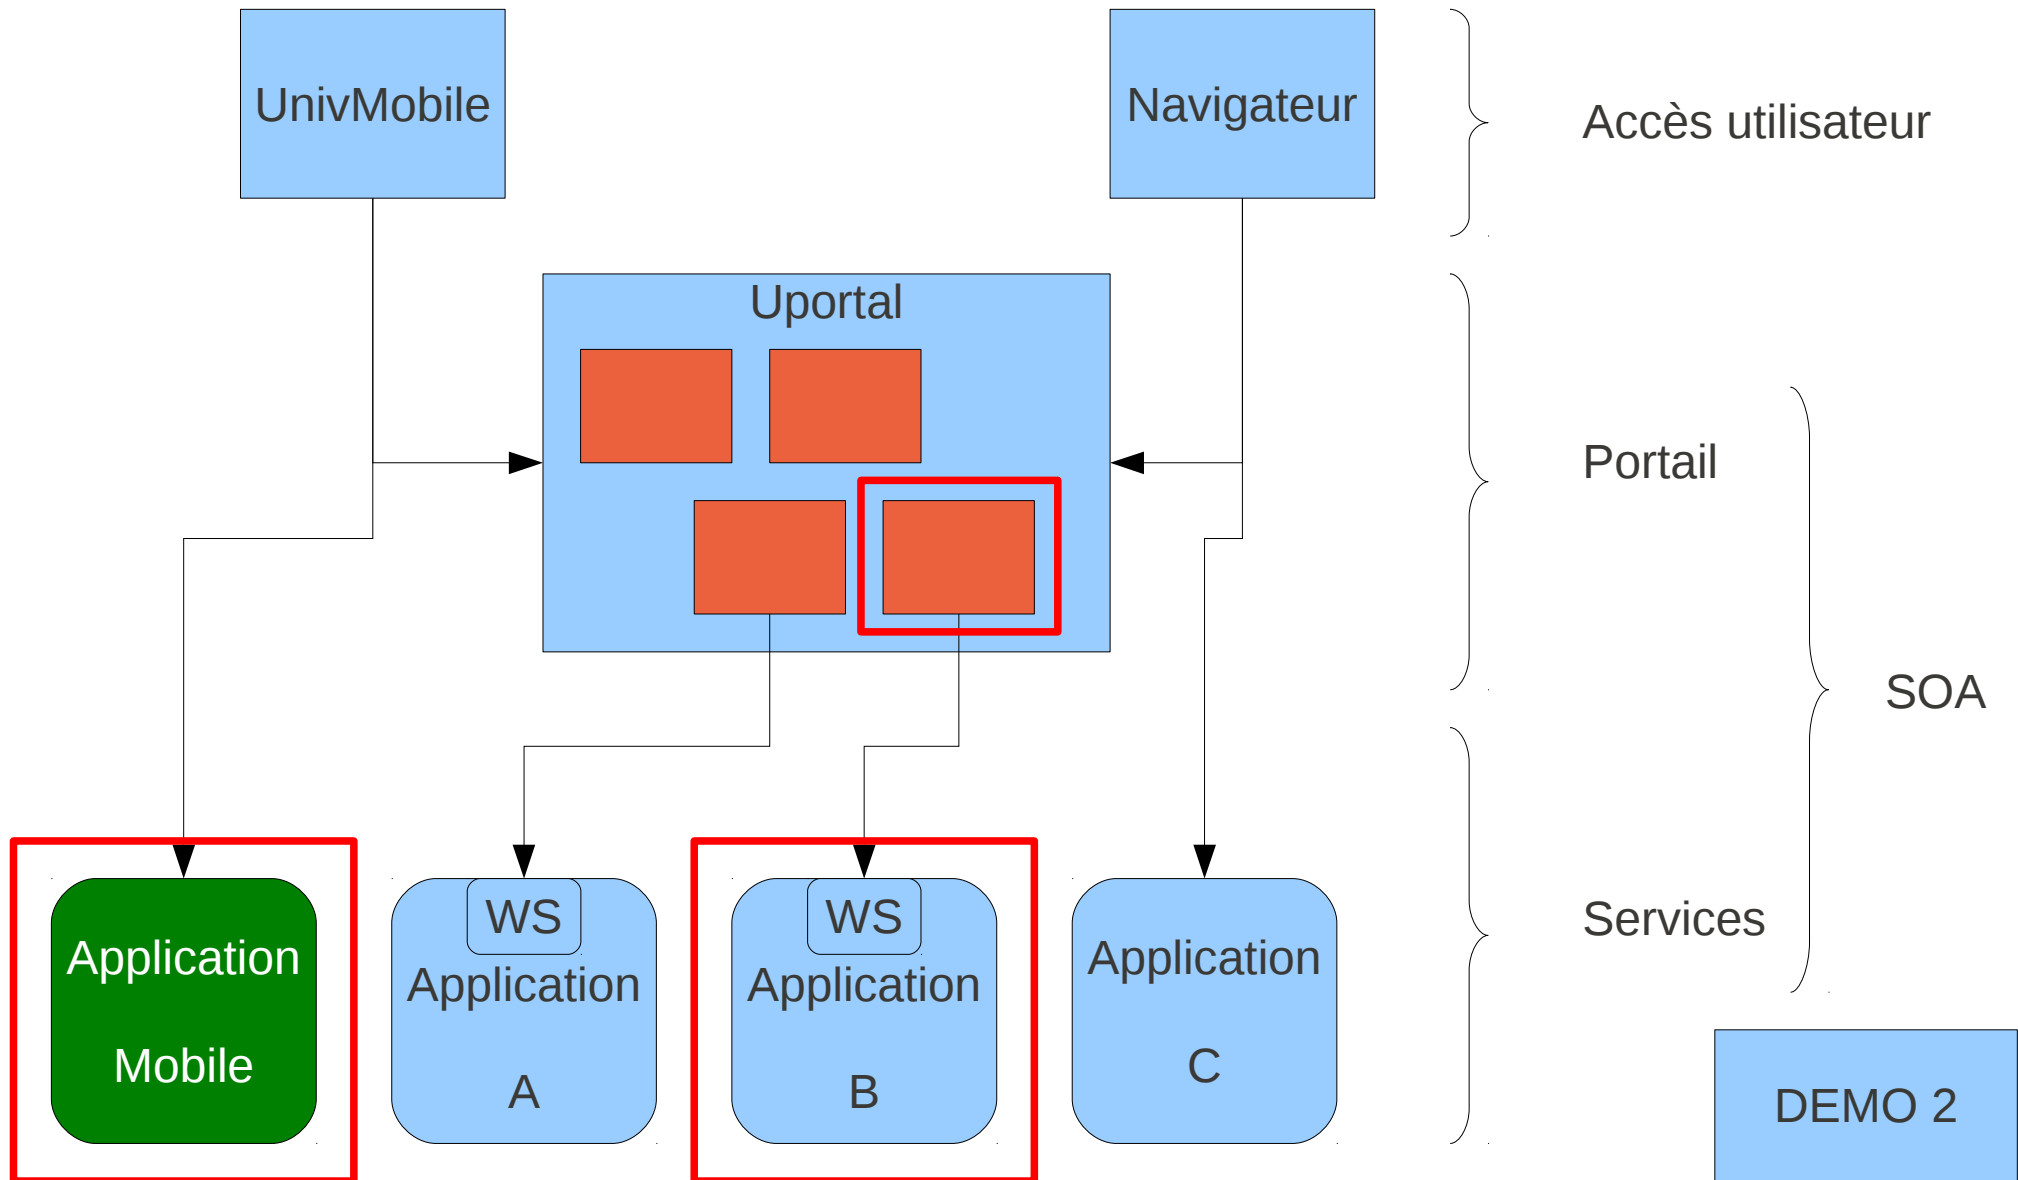 UnivMobile
Navigateur
Accès utilisateur
Uportal
Portail
SOA
Services
WS
WS
Application
Mobile
Application
A
Application
B
Application
C
DEMO 2